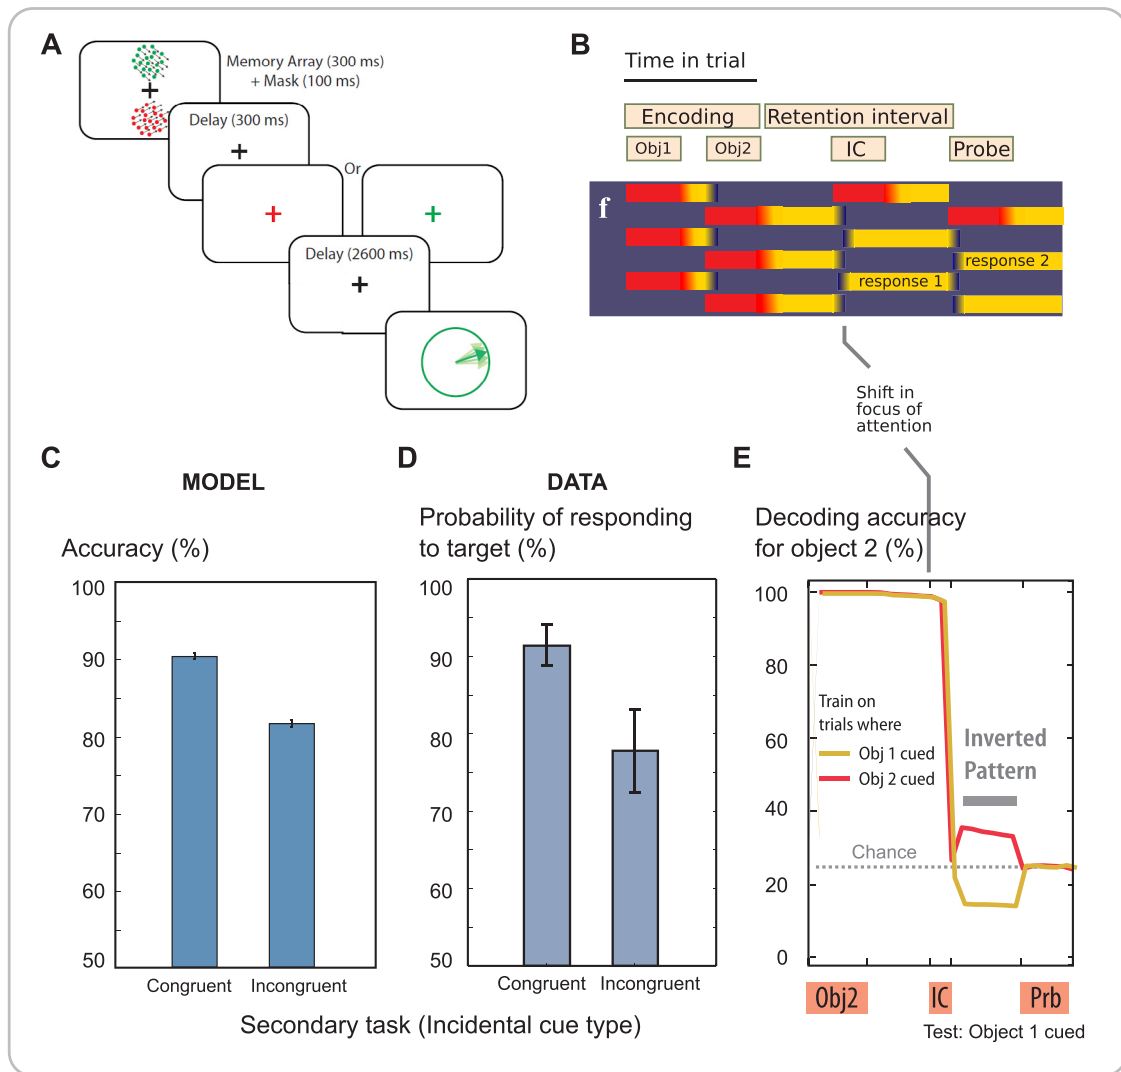 A
Memory Array (300 ms)
+ Mask (100 ms)
Delay (300 ms)
Or
Delay (2600 ms)
B
Time in trial
Encoding
Retention interval
Obj1
Obj2
IC
Probe
f
response 2
response 1
Shift in
focus of
attention
C
MODEL
Accuracy (%)
100
90
80
70
60
50
Congruent
Incongruent
D
DATA
Probability of responding
to target (%)
100
90
80
70
60
50
Congruent
Incongruent
Secondary task (Incidental cue type)
E
Decoding accuracy
for object 2 (%)
100
80
60
40
20
0
Train on
trials where
Obj 1 cued
Obj 2 cued
Inverted
Pattern
Chance
Obj2
IC
Prb
Test: Object 1 cued